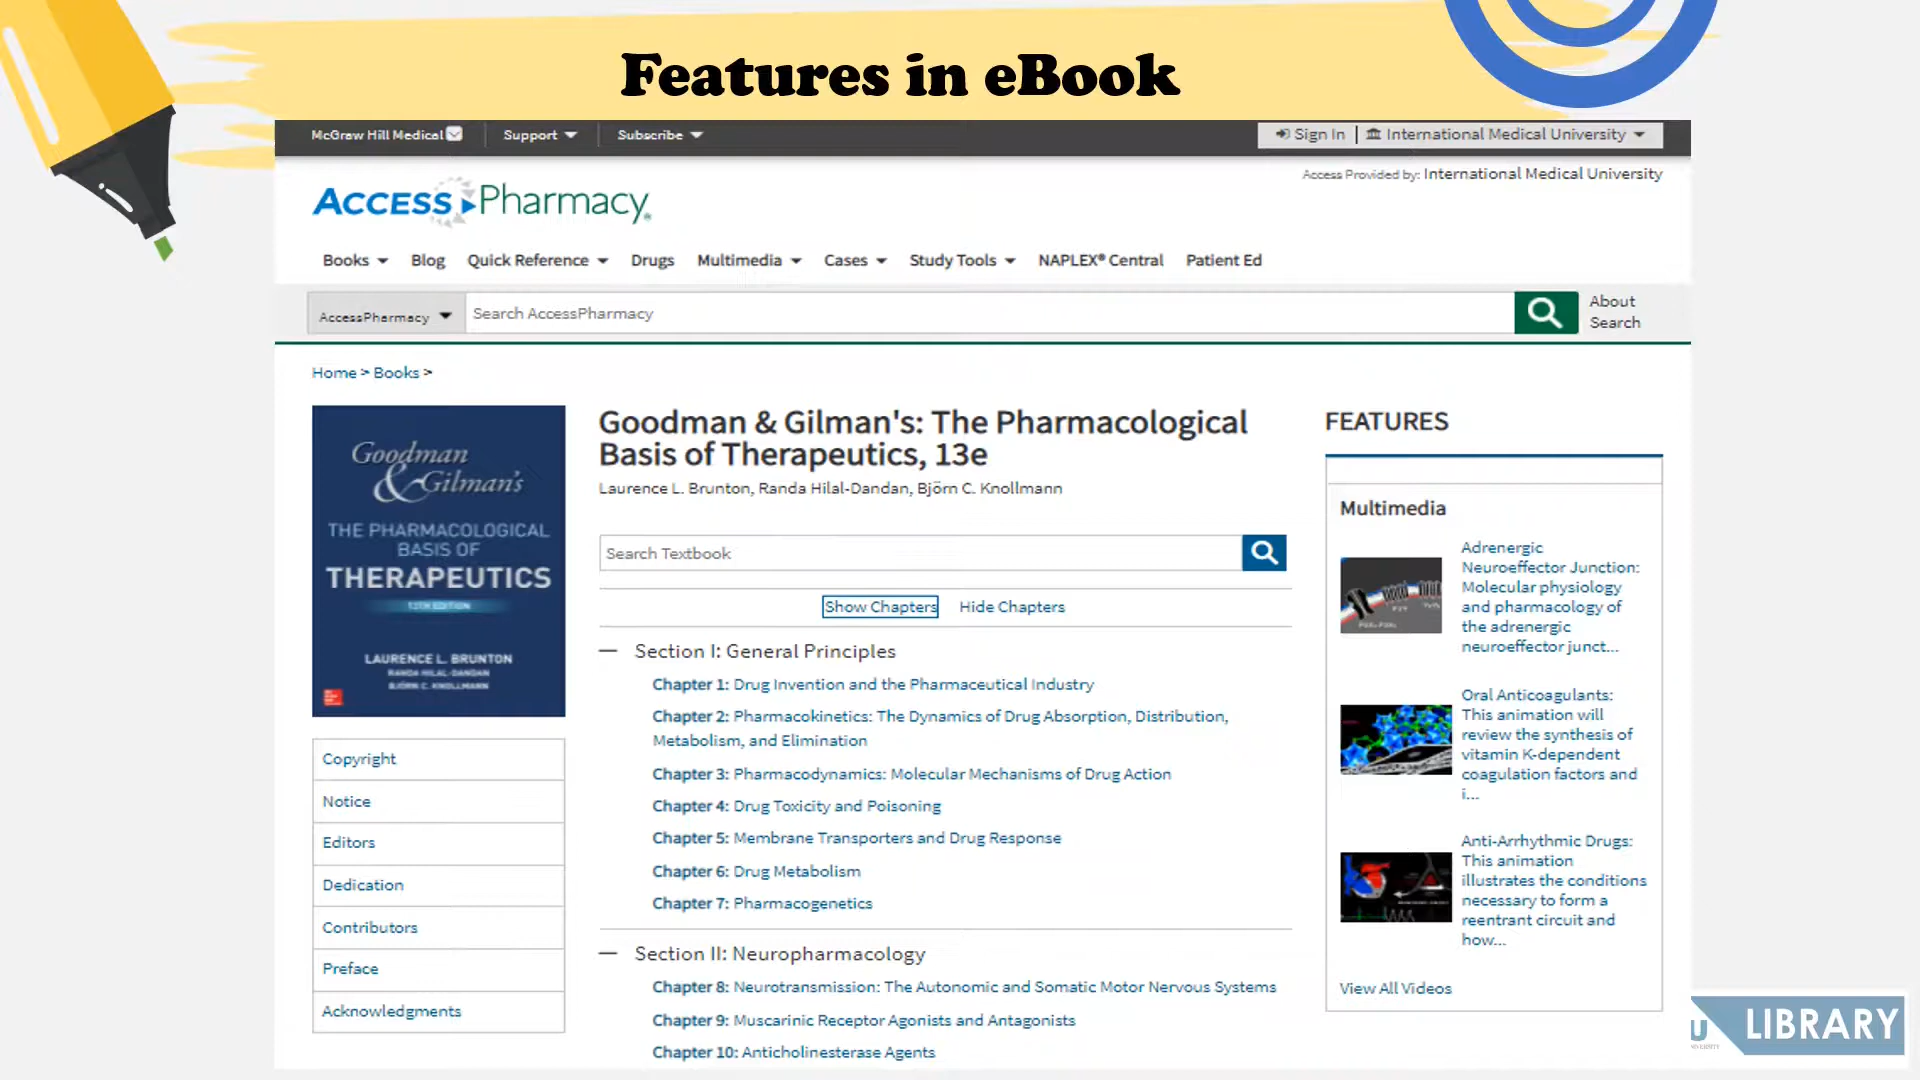 Features in eBook
McGraw Hill Medical
Support
Subscribe
Sign In
International Medical University
Access Provided by: International Medical University
ACCESS Pharmacy®
Books
Blog
Quick Reference
Drugs
Multimedia
Cases
Study Tools
NAPLEX® Central
Patient Ed
AccessPharmacy
Search AccessPharmacy
About
Search
Home > Books >
Goodman
& Gilman's
THE PHARMACOLOGICAL
BASIS OF
THERAPEUTICS
13TH EDITION
LAURENCE L. BRUNTON
RANDA HILAL-DANDAN
BJÖRN C. KNOLLMANN
Copyright
Notice
Editors
Dedication
Contributors
Preface
Acknowledgments
Goodman & Gilman's: The Pharmacological
Basis of Therapeutics, 13e
Laurence L. Brunton, Randa Hilal-Dandan, Björn C. Knollmann
Search Textbook
Show Chapters
Hide Chapters
Section I: General Principles
Chapter 1: Drug Invention and the Pharmaceutical Industry
Chapter 2: Pharmacokinetics: The Dynamics of Drug Absorption, Distribution,
Metabolism, and Elimination
Chapter 3: Pharmacodynamics: Molecular Mechanisms of Drug Action
Chapter 4: Drug Toxicity and Poisoning
Chapter 5: Membrane Transporters and Drug Response
Chapter 6: Drug Metabolism
Chapter 7: Pharmacogenetics
Section II: Neuropharmacology
Chapter 8: Neurotransmission: The Autonomic and Somatic Motor Nervous Systems
Chapter 9: Muscarinic Receptor Agonists and Antagonists
Chapter 10: Anticholinesterase Agents
FEATURES
Multimedia
Adrenergic
Neuroeffector Junction:
Molecular physiology
and pharmacology of
the adrenergic
neuroeffector junct...
Oral Anticoagulants:
This animation will
review the synthesis of
vitamin K-dependent
coagulation factors and
i...
Anti-Arrhythmic Drugs:
This animation
illustrates the conditions
necessary to form a
reentrant circuit and
how...
View All Videos
U
LIBRARY